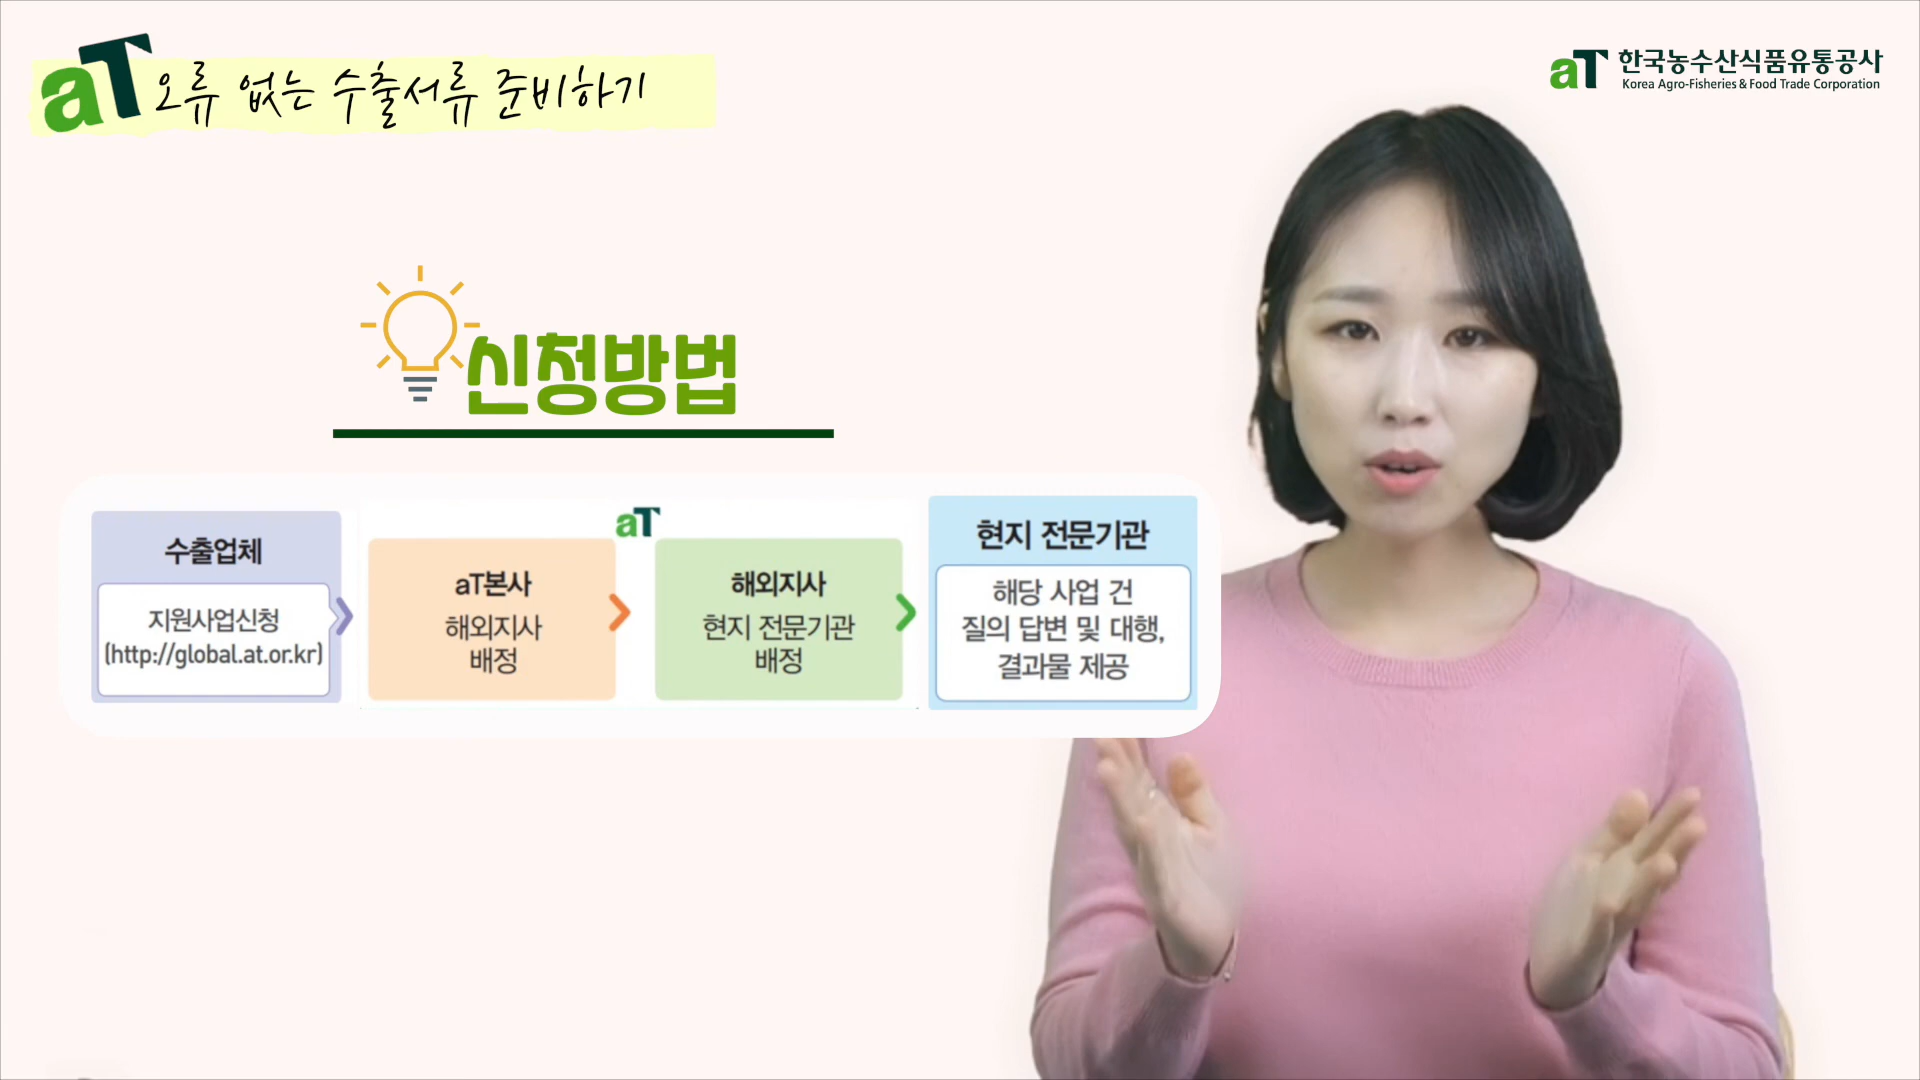 aT 오류 없는 수출서류 준비하기
aT 한국농수산식품유통공사
Korea Agro-Fisheries & Food Trade Corporation
신청방법
수출업체
지원사업신청
(http://global.at.or.kr)
aT
aT본사
해외지사
배정
해외지사
현지 전문기관
배정
현지 전문기관
해당 사업 건
질의 답변 및 대행,
결과물 제공